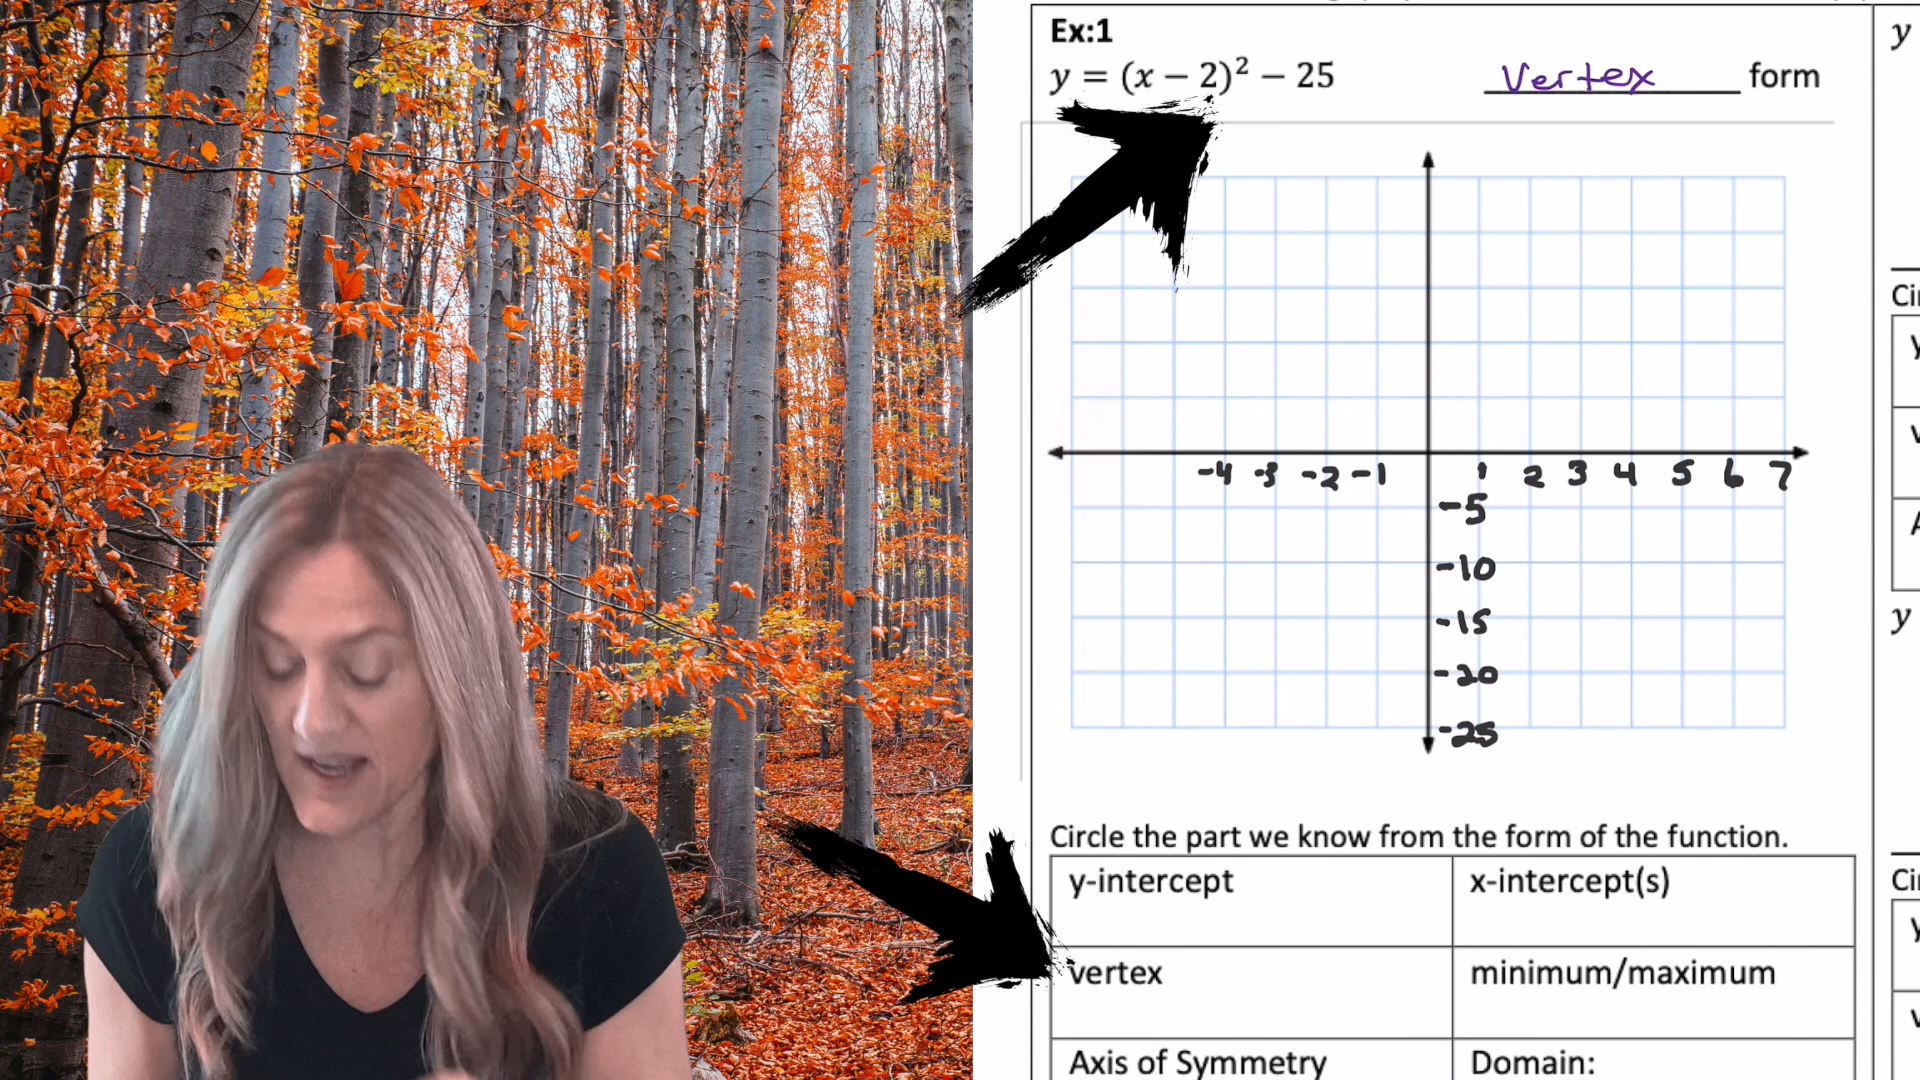 Ex:1
y = (x − 2)² − 25
Vertex form
-4 -3 -2 -1 1 2 3 4 5 6 7
-5
-10
-15
-20
-25
Circle the part we know from the form of the function.
y-intercept x-intercept(s)
vertex minimum/maximum
Axis of Symmetry Domain:
y
y